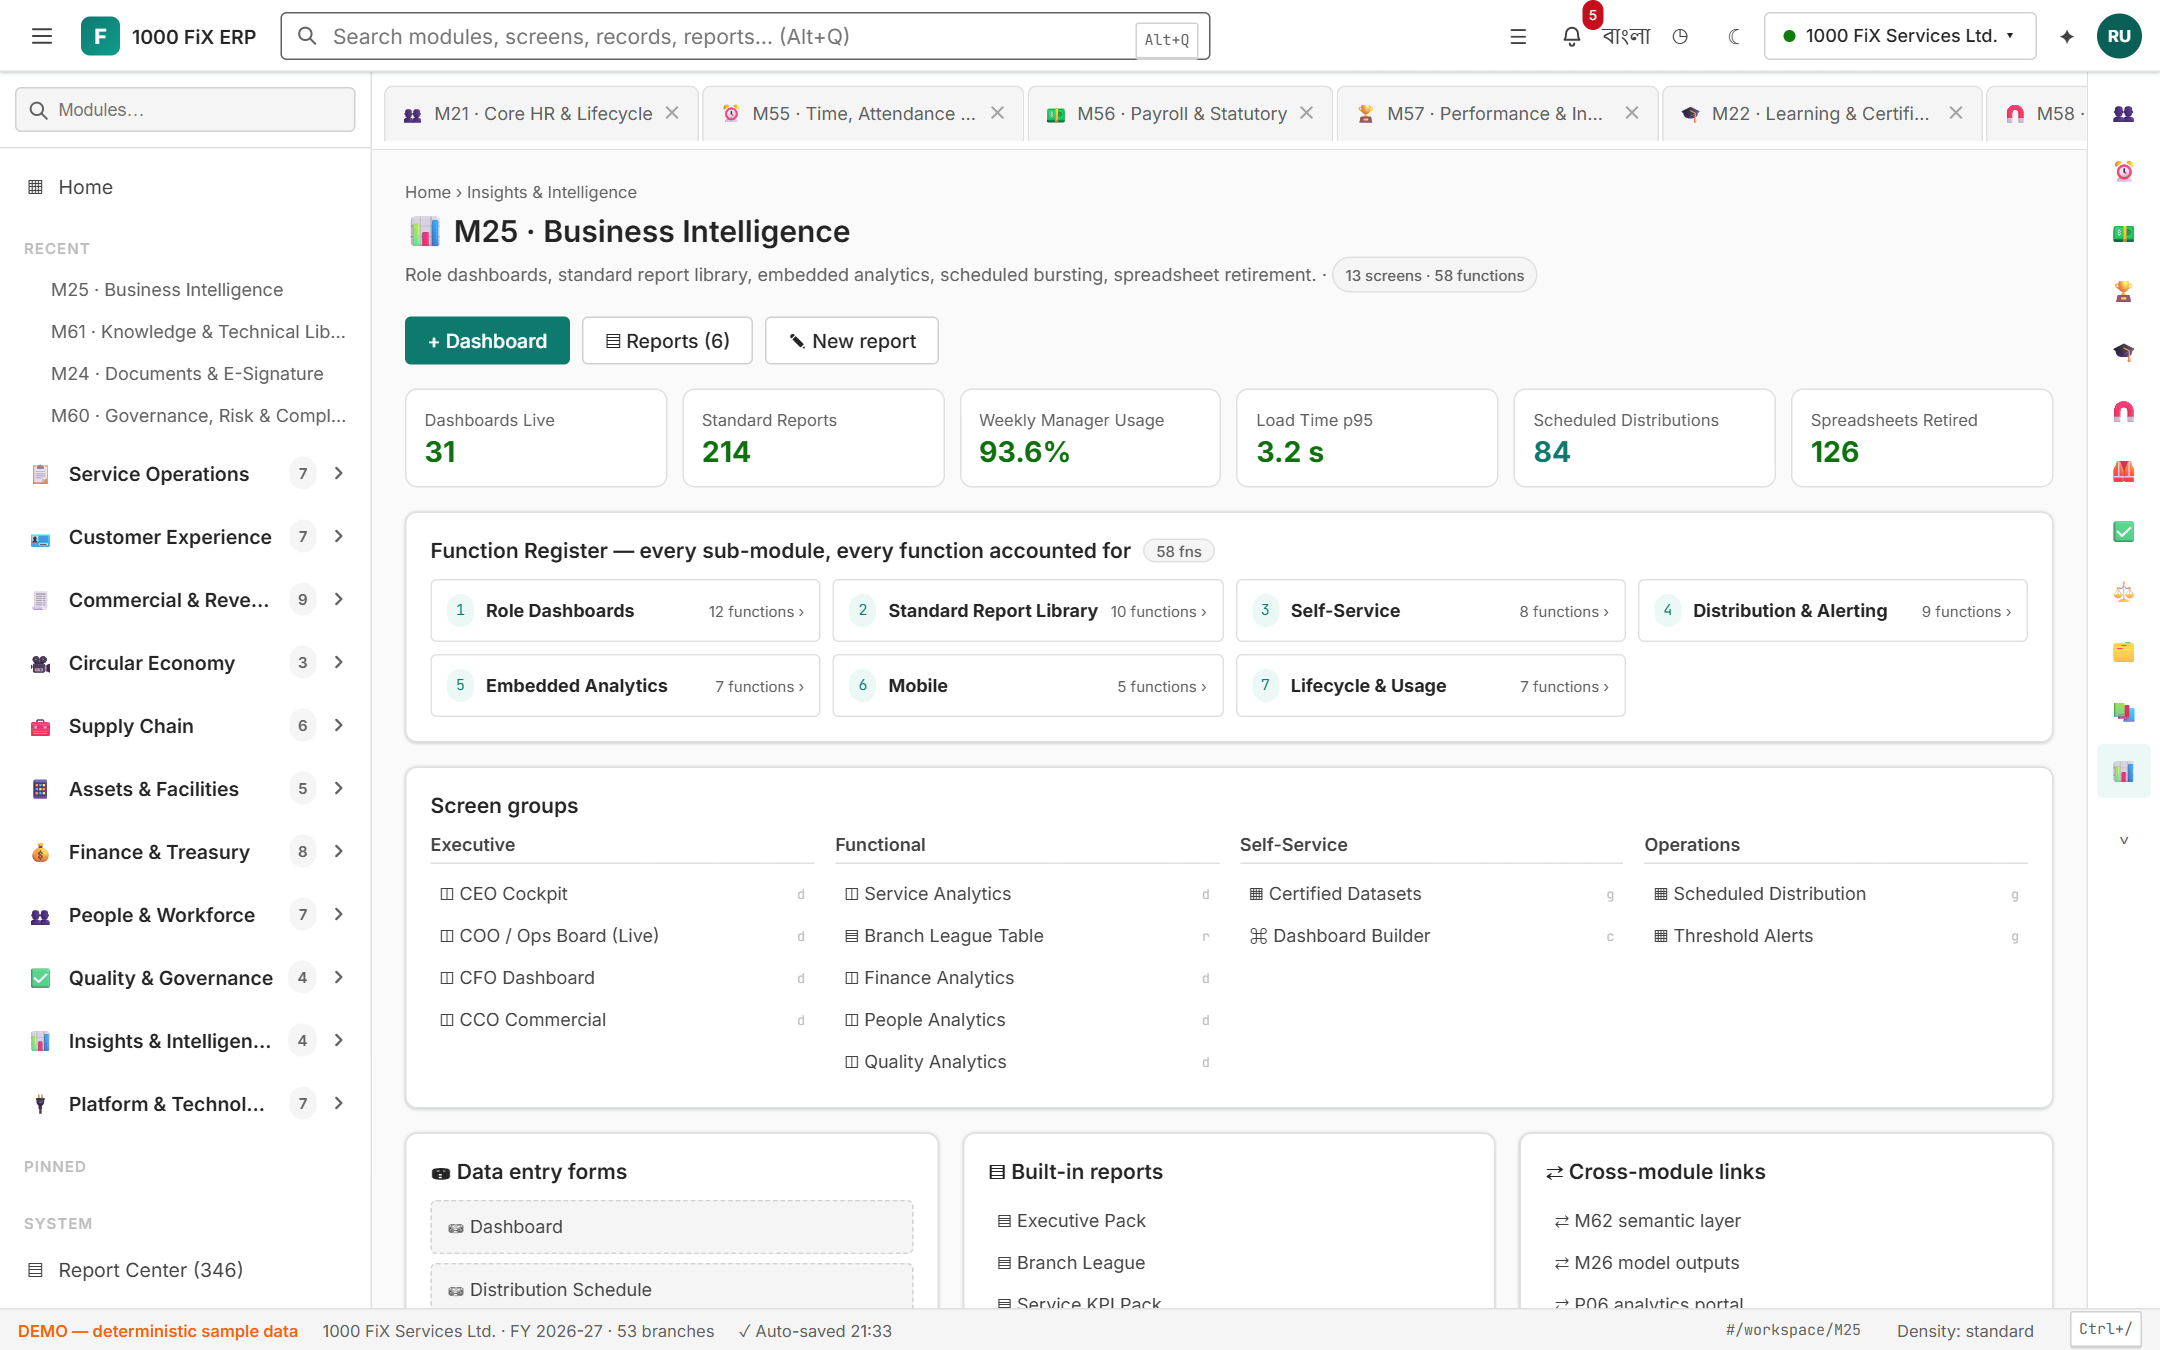 F 1000 FiX ERP
Search modules, screens, records, reports... (Alt+Q) Alt+Q
5
বাংলা
1000 FiX Services Ltd.
RU
Modules...
M21 · Core HR & Lifecycle
M55 · Time, Attendance ...
M56 · Payroll & Statutory
M57 · Performance & In...
M22 · Learning & Certifi...
M58 ·
Home
RECENT
M25 · Business Intelligence
M61 · Knowledge & Technical Lib...
M24 · Documents & E-Signature
M60 · Governance, Risk & Compl...
Service Operations 7
Customer Experience 7
Commercial & Reve... 9
Circular Economy 3
Supply Chain 6
Assets & Facilities 5
Finance & Treasury 8
People & Workforce 7
Quality & Governance 4
Insights & Intelligen... 4
Platform & Technol... 7
PINNED
SYSTEM
Report Center (346)
Home › Insights & Intelligence
M25 · Business Intelligence
Role dashboards, standard report library, embedded analytics, scheduled bursting, spreadsheet retirement. · 13 screens · 58 functions
+ Dashboard
Reports (6)
New report
Dashboards Live
31
Standard Reports
214
Weekly Manager Usage
93.6%
Load Time p95
3.2 s
Scheduled Distributions
84
Spreadsheets Retired
126
Function Register — every sub-module, every function accounted for 58 fns
1 Role Dashboards 12 functions ›
2 Standard Report Library 10 functions ›
3 Self-Service 8 functions ›
4 Distribution & Alerting 9 functions ›
5 Embedded Analytics 7 functions ›
6 Mobile 5 functions ›
7 Lifecycle & Usage 7 functions ›
Screen groups
Executive
CEO Cockpit d
COO / Ops Board (Live) d
CFO Dashboard d
CCO Commercial d
Functional
Service Analytics d
Branch League Table r
Finance Analytics d
People Analytics d
Quality Analytics d
Self-Service
Certified Datasets g
Dashboard Builder c
Operations
Scheduled Distribution g
Threshold Alerts g
Data entry forms
Dashboard
Distribution Schedule
Built-in reports
Executive Pack
Branch League
Service KPI Pack
Cross-module links
M62 semantic layer
M26 model outputs
P06 analytics portal
DEMO — deterministic sample data
1000 FiX Services Ltd. · FY 2026-27 · 53 branches
✓ Auto-saved 21:33
#/workspace/M25
Density: standard
Ctrl+/